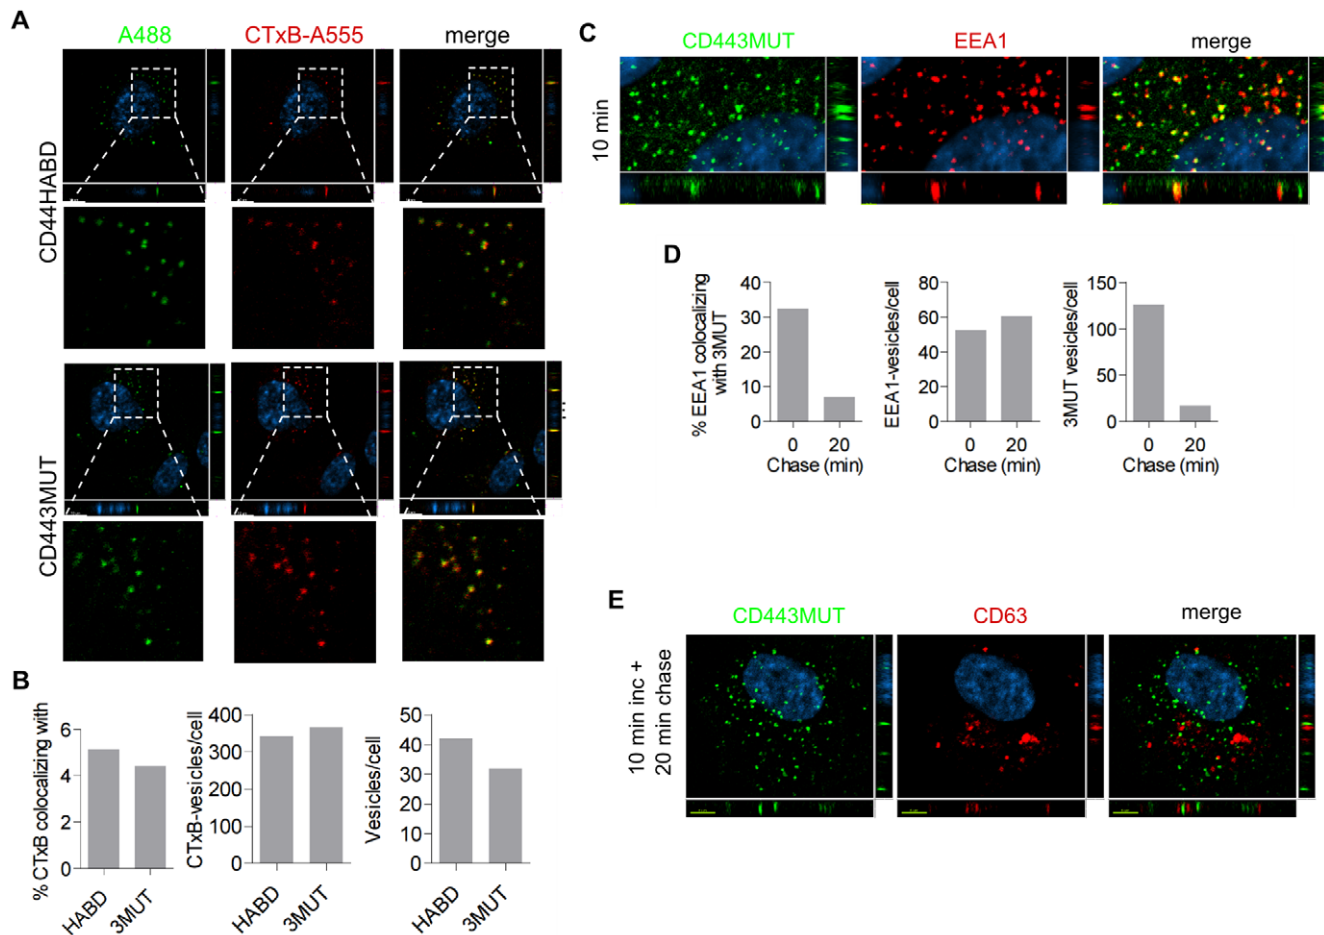 A
A488
CTxB-A555
merge
CD44HABD
CD443MUT
B
% CTxB colocalizing with
6
4
2
0
HABD
3MUT
CTxB-vesicles/cell
400
300
200
100
0
HABD
3MUT
Vesicles/cell
50
40
30
20
10
0
HABD
3MUT
C
CD443MUT
EEA1
merge
10 min
D
% EEA1 colocalizing
with 3MUT
40
30
20
10
0
0
20
Chase (min)
EEA1-vesicles/cell
80
60
40
20
0
0
20
Chase (min)
3MUT vesicles/cell
150
100
50
0
0
20
Chase (min)
E
CD443MUT
CD63
merge
10 min inc +
20 min chase